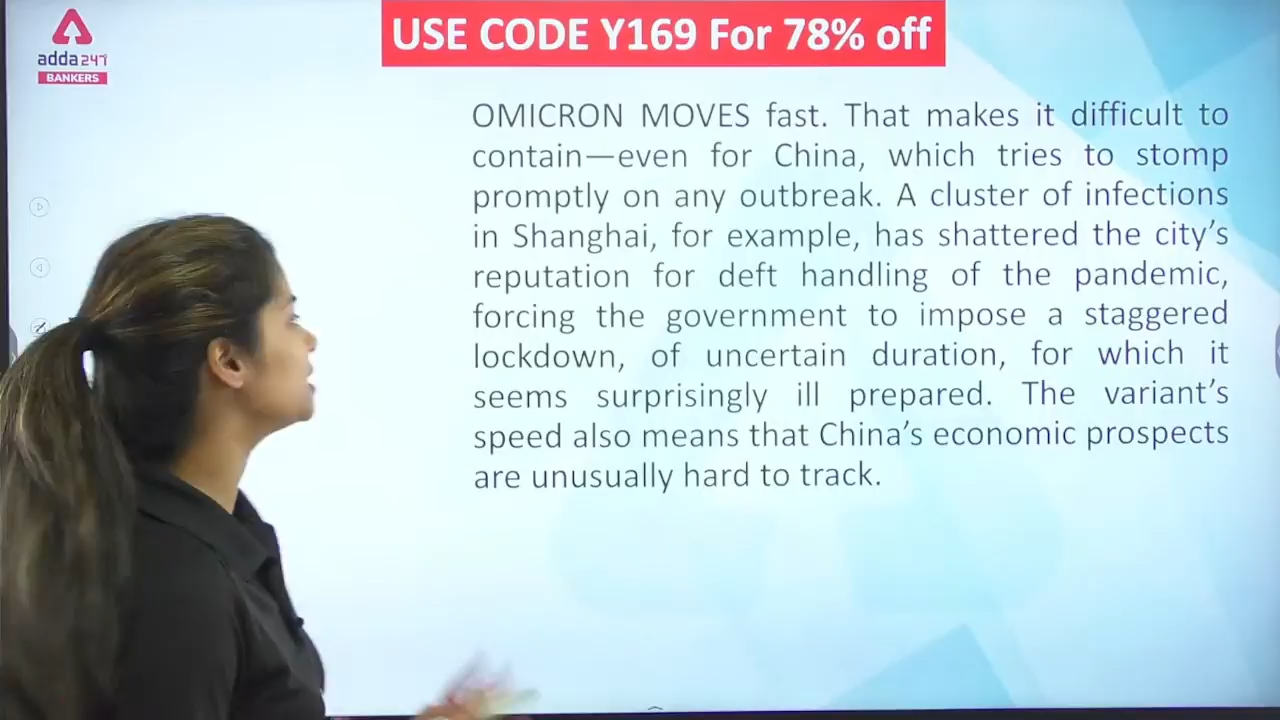 USE CODE Y169 For 78% off
adda247
BANKERS
OMICRON MOVES fast. That makes it difficult to
contain—even for China, which tries to stomp
promptly on any outbreak. A cluster of infections
in Shanghai, for example, has shattered the city’s
reputation for deft handling of the pandemic,
forcing the government to impose a staggered
lockdown, of uncertain duration, for which it
seems surprisingly ill prepared. The variant’s
speed also means that China’s economic prospects
are unusually hard to track.